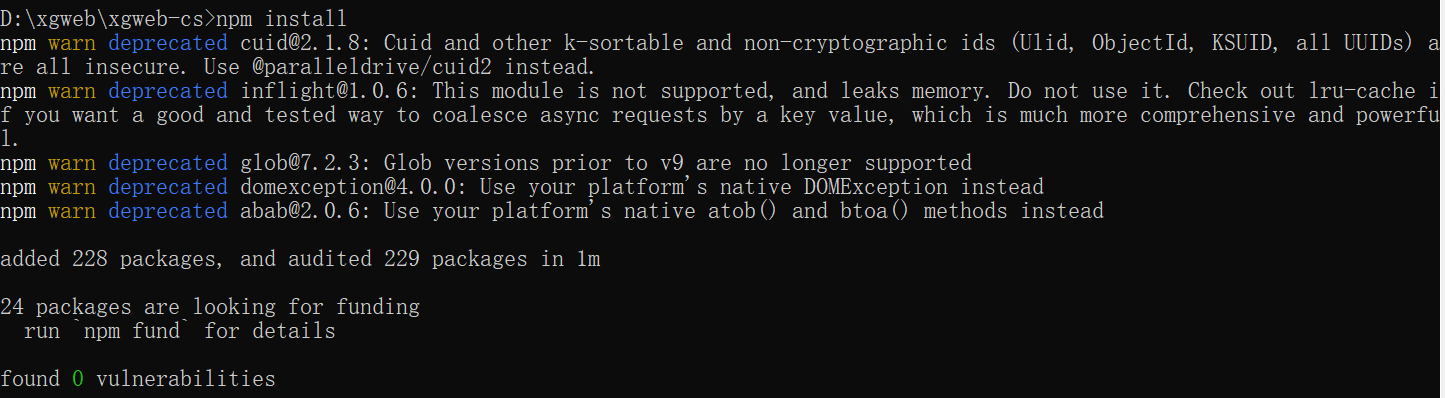 D:\xgweb\xgweb-cs>npm install
npm warn deprecated cuid@2.1.8: Cuid and other k-sortable and non-cryptographic ids (Ulid, ObjectId, KSUID, all UUIDs) a
re all insecure. Use @paralleldrive/cuid2 instead.
npm warn deprecated inflight@1.0.6: This module is not supported, and leaks memory. Do not use it. Check out lru-cache i
f you want a good and tested way to coalesce async requests by a key value, which is much more comprehensive and powerfu
l.
npm warn deprecated glob@7.2.3: Glob versions prior to v9 are no longer supported
npm warn deprecated domexception@4.0.0: Use your platform's native DOMException instead
npm warn deprecated abab@2.0.6: Use your platform's native atob() and btoa() methods instead
added 228 packages, and audited 229 packages in 1m
24 packages are looking for funding
  run `npm fund` for details
found 0 vulnerabilities